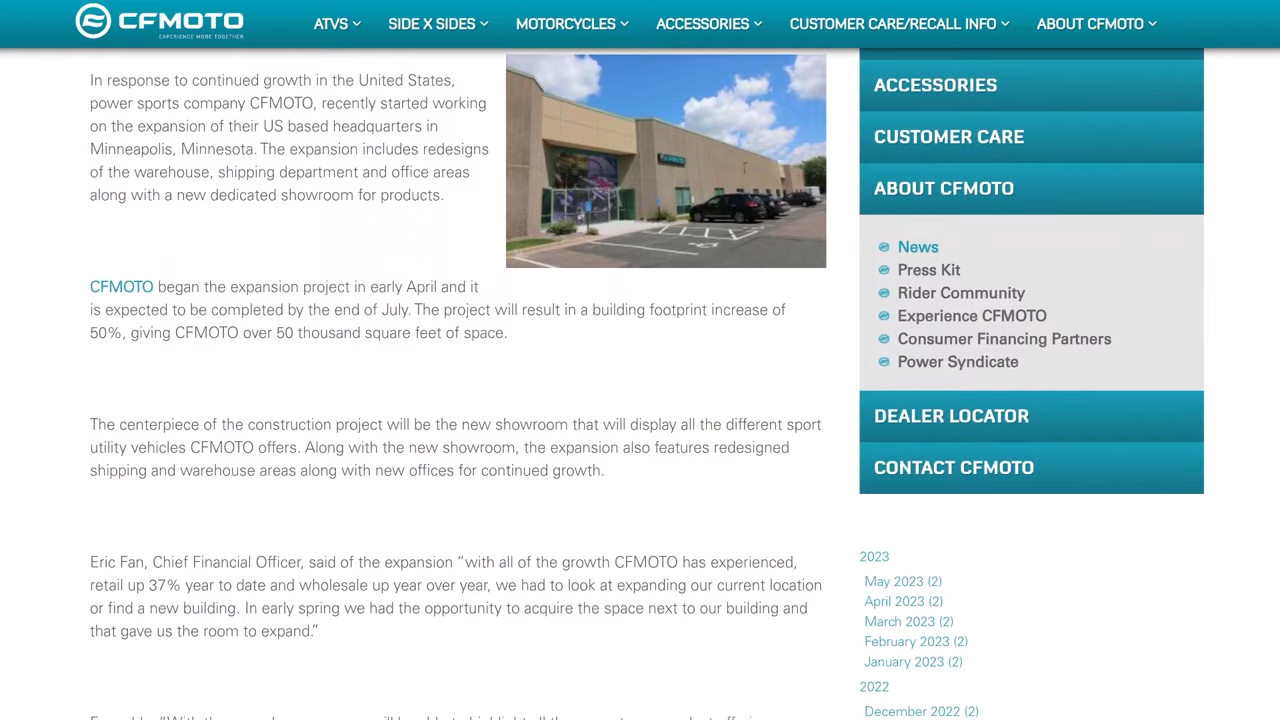 CFMOTO
EXPERIENCE MORE TOGETHER
ATVS
SIDE X SIDES
MOTORCYCLES
ACCESSORIES
CUSTOMER CARE/RECALL INFO
ABOUT CFMOTO
In response to continued growth in the United States,
power sports company CFMOTO, recently started working
on the expansion of their US based headquarters in
Minneapolis, Minnesota. The expansion includes redesigns
of the warehouse, shipping department and office areas
along with a new dedicated showroom for products.
CFMOTO
CFMOTO began the expansion project in early April and it
is expected to be completed by the end of July. The project will result in a building footprint increase of
50%, giving CFMOTO over 50 thousand square feet of space.
The centerpiece of the construction project will be the new showroom that will display all the different sport
utility vehicles CFMOTO offers. Along with the new showroom, the expansion also features redesigned
shipping and warehouse areas along with new offices for continued growth.
Eric Fan, Chief Financial Officer, said of the expansion “with all of the growth CFMOTO has experienced,
retail up 37% year to date and wholesale up year over year, we had to look at expanding our current location
or find a new building. In early spring we had the opportunity to acquire the space next to our building and
that gave us the room to expand.”
ACCESSORIES
CUSTOMER CARE
ABOUT CFMOTO
News
Press Kit
Rider Community
Experience CFMOTO
Consumer Financing Partners
Power Syndicate
DEALER LOCATOR
CONTACT CFMOTO
2023
May 2023 (2)
April 2023 (2)
March 2023 (2)
February 2023 (2)
January 2023 (2)
2022
December 2022 (2)